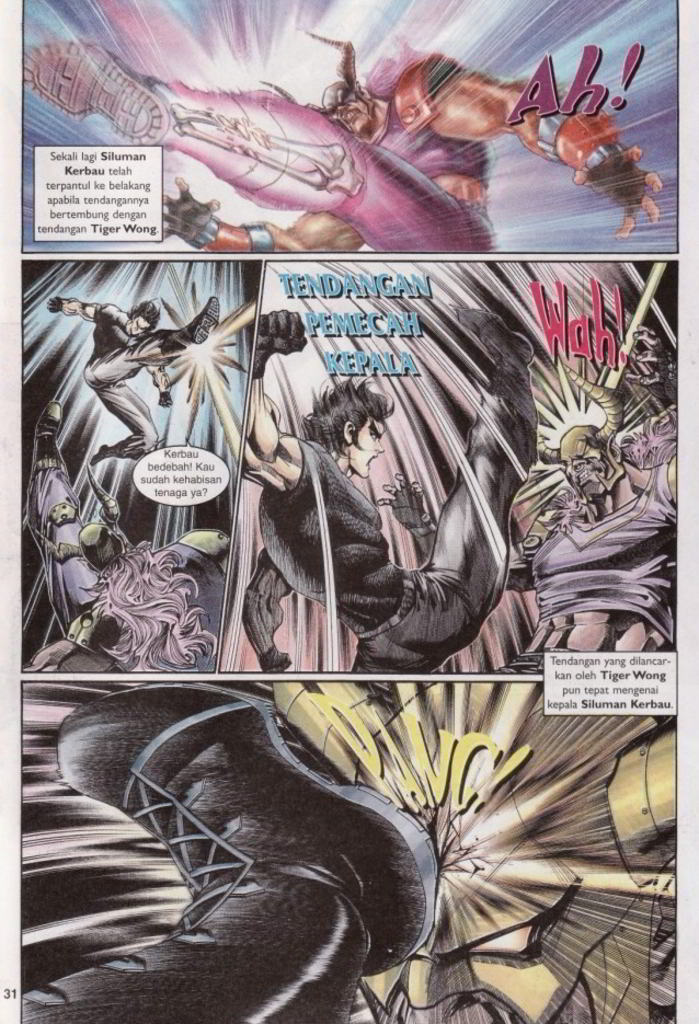 Ah!
Sekali lagi Siluman
Kerbau telah
terpantul ke belakang
apabila tendangannya
bertembung dengan
tendangan Tiger Wong.
Kerbau
bedebah! Kau
sudah kehabisan
tenaga ya?
TENDANGAN
PEMECAH
KEPALA
Wah!
Tendangan yang dilancar-
kan oleh Tiger Wong
pun tepat mengenai
kepala Siluman Kerbau.
DANG!
31